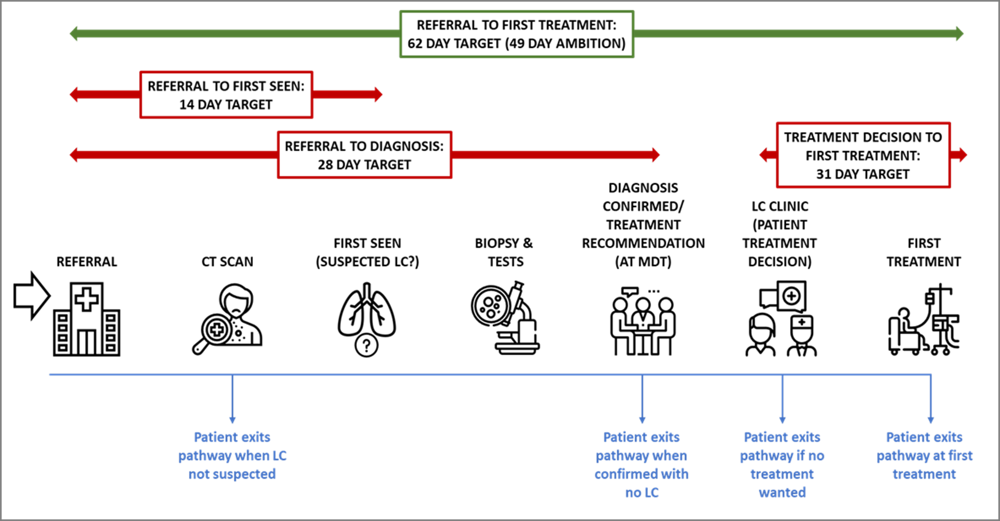 REFERRAL TO FIRST TREATMENT:
62 DAY TARGET (49 DAY AMBITION)
REFERRAL TO FIRST SEEN:
14 DAY TARGET
REFERRAL TO DIAGNOSIS:
28 DAY TARGET
TREATMENT DECISION TO
FIRST TREATMENT:
31 DAY TARGET
REFERRAL
CT SCAN
FIRST SEEN
(SUSPECTED LC?)
BIOPSY &
TESTS
DIAGNOSIS
CONFIRMED/
TREATMENT
RECOMMENDATION
(AT MDT)
LC CLINIC
(PATIENT
TREATMENT
DECISION)
FIRST
TREATMENT
?
Patient exits
pathway when LC
not suspected
Patient exits
pathway when
confirmed with
no LC
Patient exits
pathway if no
treatment
wanted
Patient exits
pathway at first
treatment